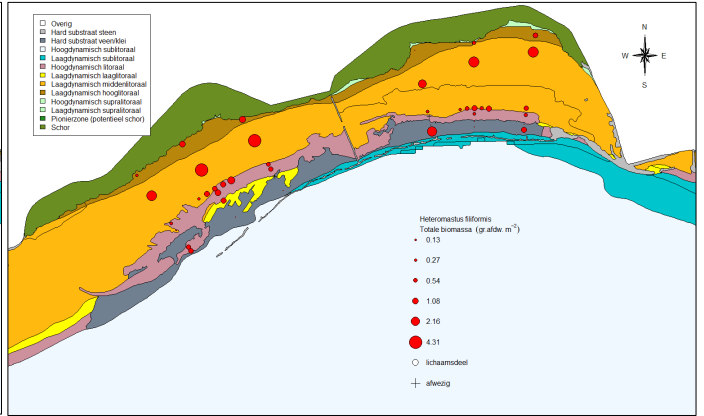 Overig
Hard substraat steen
Hard substraat veen/klei
Hoogdynamisch sublitoraal
Laagdynamisch sublitoraal
Hoogdynamisch litoraal
Laagdynamisch laaglitoraal
Laagdynamisch middenlitoraal
Laagdynamisch hooglitoraal
Hoogdynamisch supralitoraal
Laagdynamisch supralitoraal
Pionierzone (potentieel schor)
Schor
N
W E
S
Heteromastus filiformis
Totale biomassa (gr.afdw. m⁻²)
0.13
0.27
0.54
1.08
2.16
4.31
lichaamsdeel
afwezig